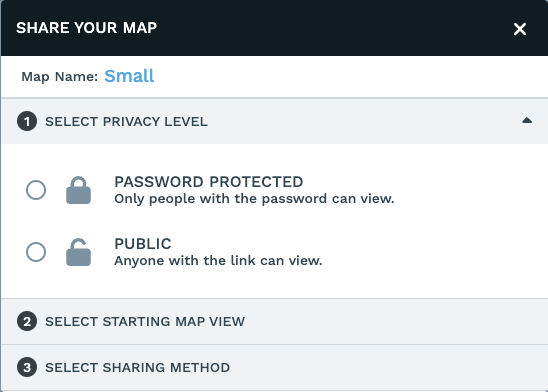 SHARE YOUR MAP
Map Name: Small
1 SELECT PRIVACY LEVEL
PASSWORD PROTECTED
Only people with the password can view.
PUBLIC
Anyone with the link can view.
2 SELECT STARTING MAP VIEW
3 SELECT SHARING METHOD